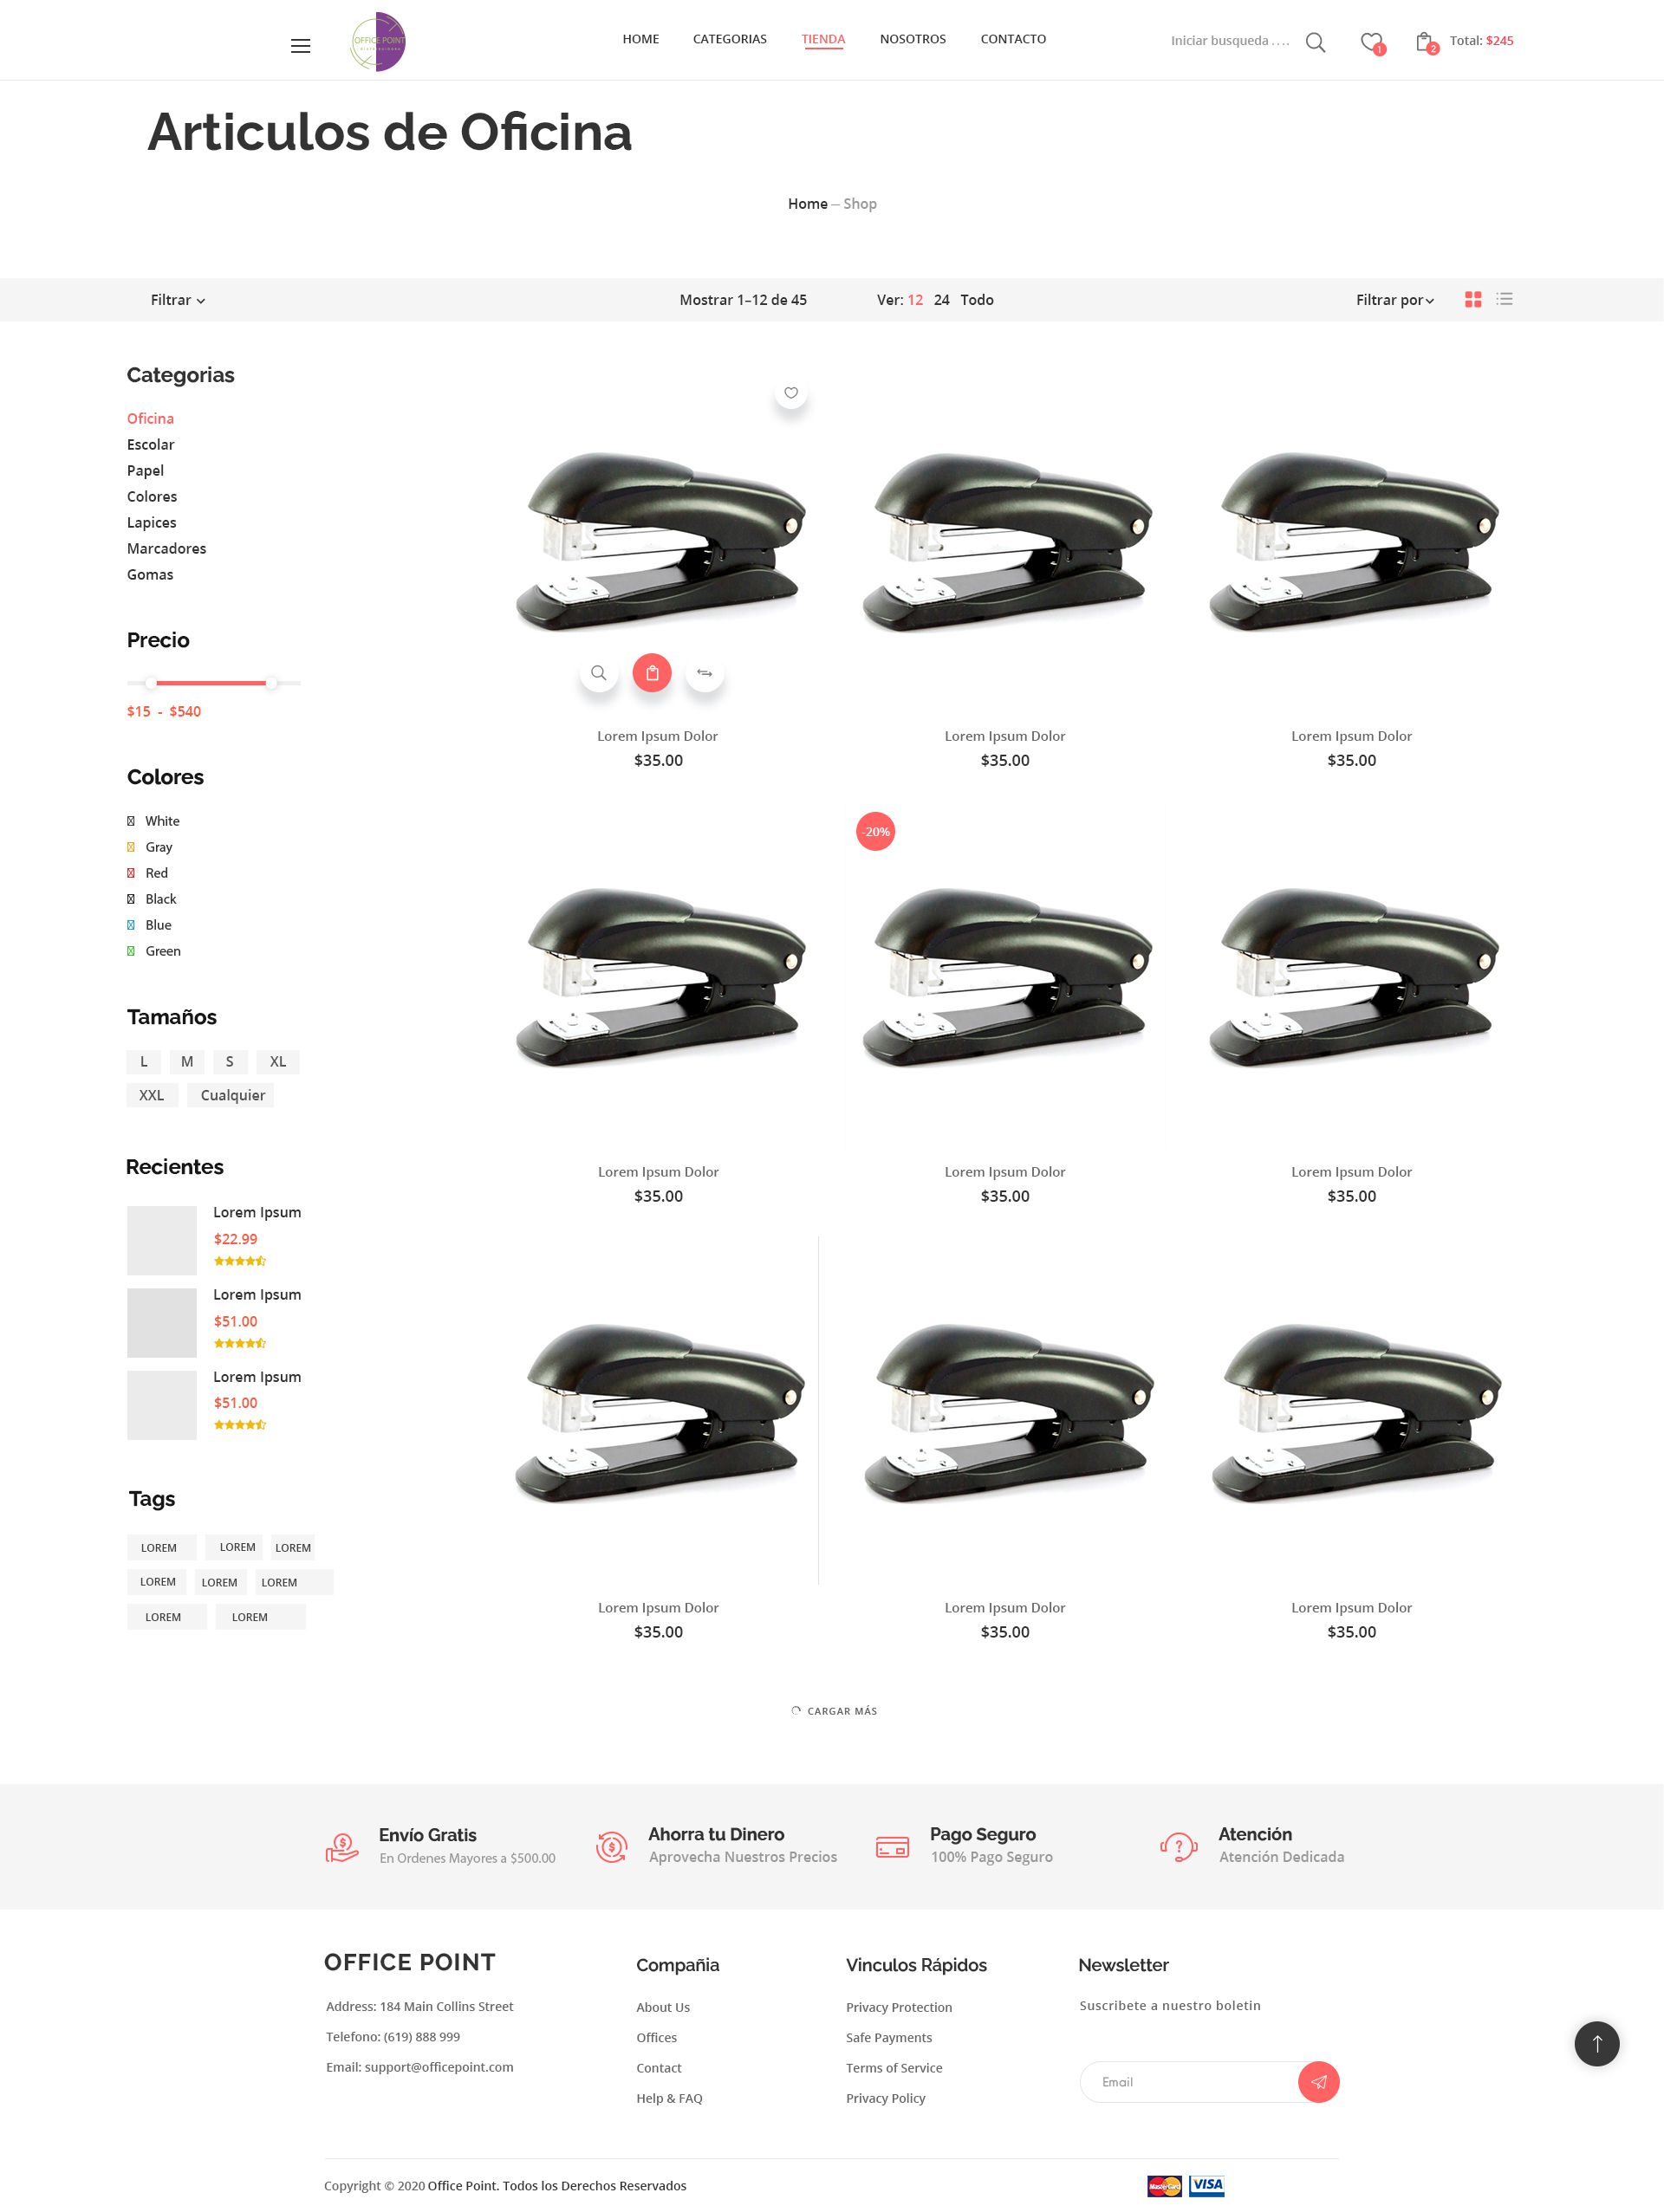 OFFICE POINT
HOME CATEGORIAS TIENDA NOSOTROS CONTACTO
Iniciar busqueda . . . .
1
2
Total: $245
Articulos de Oficina
Home – Shop
Filtrar
Mostrar 1–12 de 45
Ver: 12 24 Todo
Filtrar por
Categorias
Oficina
Escolar
Papel
Colores
Lapices
Marcadores
Gomas
Precio
$15 - $540
Colores
White
Gray
Red
Black
Blue
Green
Tamaños
L M S XL
XXL Cualquier
Recientes
Lorem Ipsum
$22.99
Lorem Ipsum
$51.00
Lorem Ipsum
$51.00
Tags
LOREM LOREM LOREM
LOREM LOREM LOREM
LOREM LOREM
Lorem Ipsum Dolor
$35.00
Lorem Ipsum Dolor
$35.00
Lorem Ipsum Dolor
$35.00
-20%
Lorem Ipsum Dolor
$35.00
Lorem Ipsum Dolor
$35.00
Lorem Ipsum Dolor
$35.00
Lorem Ipsum Dolor
$35.00
Lorem Ipsum Dolor
$35.00
Lorem Ipsum Dolor
$35.00
CARGAR MÁS
Envío Gratis
En Ordenes Mayores a $500.00
Ahorra tu Dinero
Aprovecha Nuestros Precios
Pago Seguro
100% Pago Seguro
Atención
Atención Dedicada
OFFICE POINT
Address: 184 Main Collins Street
Telefono: (619) 888 999
Email: support@officepoint.com
Compañia
About Us
Offices
Contact
Help & FAQ
Vinculos Rápidos
Privacy Protection
Safe Payments
Terms of Service
Privacy Policy
Newsletter
Suscribete a nuestro boletin
Email
Copyright © 2020 Office Point. Todos los Derechos Reservados
MasterCard
VISA